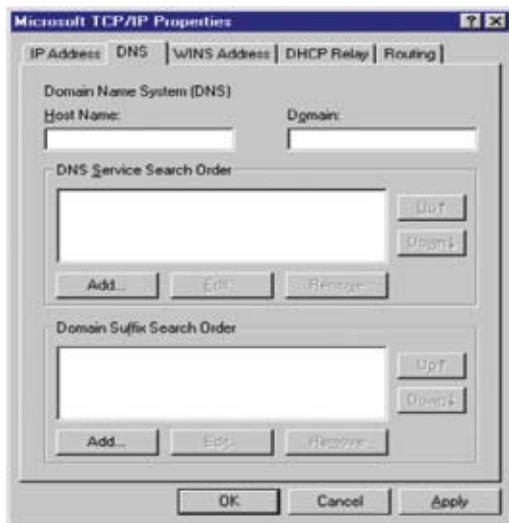 Microsoft TCP/IP Properties
IP Address DNS WINS Address DHCP Relay Routing
Domain Name System (DNS)
Host Name: Domain:
DNS Service Search Order
Up↑
Down↓
Add... Edit... Remove
Domain Suffix Search Order
Up↑
Down↓
Add... Edit... Remove
OK Cancel Apply